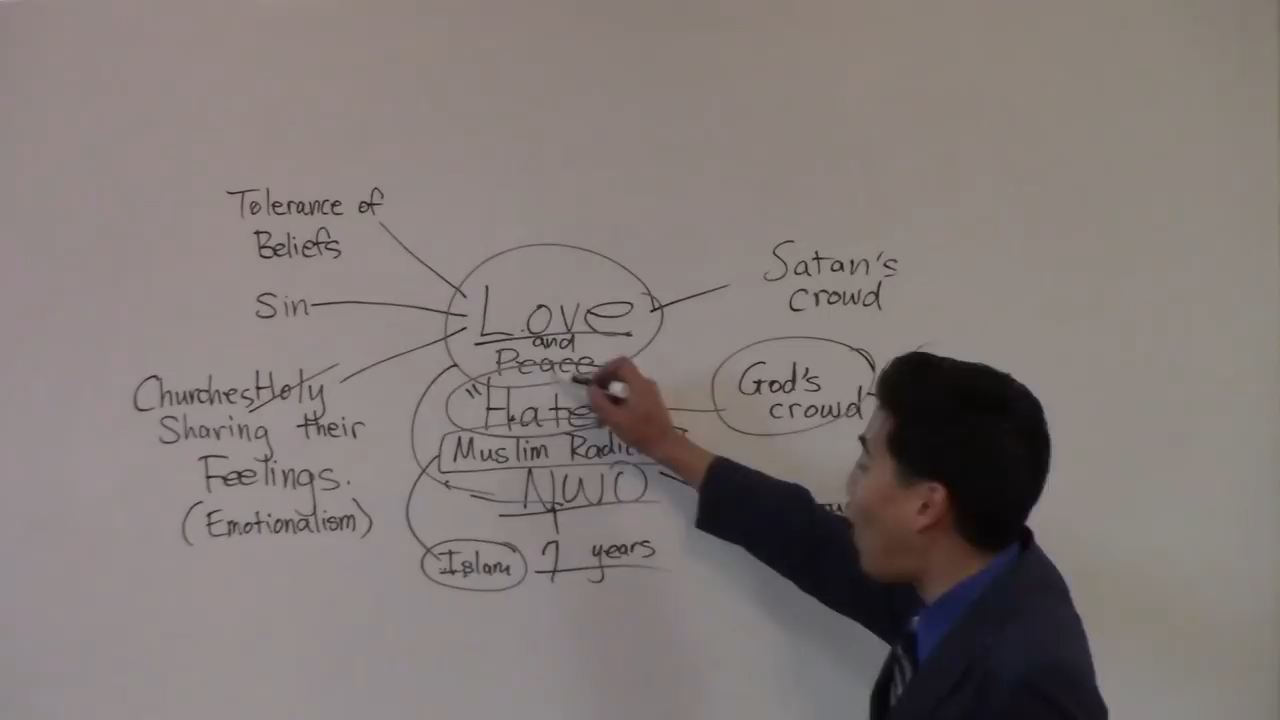 Tolerance of
Beliefs
Sin
Churches Holy
Sharing their
Feelings.
(Emotionalism)
Love
and
Peace
"Hate
Muslim
NWO
Islam
7 years
Satan's
crowd
God's
crowd